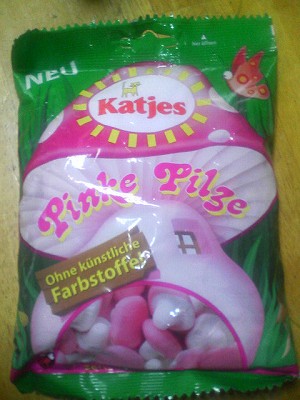 NEU
Katjes
Pinke Pilze
Ohne künstliche
Farbstoffe